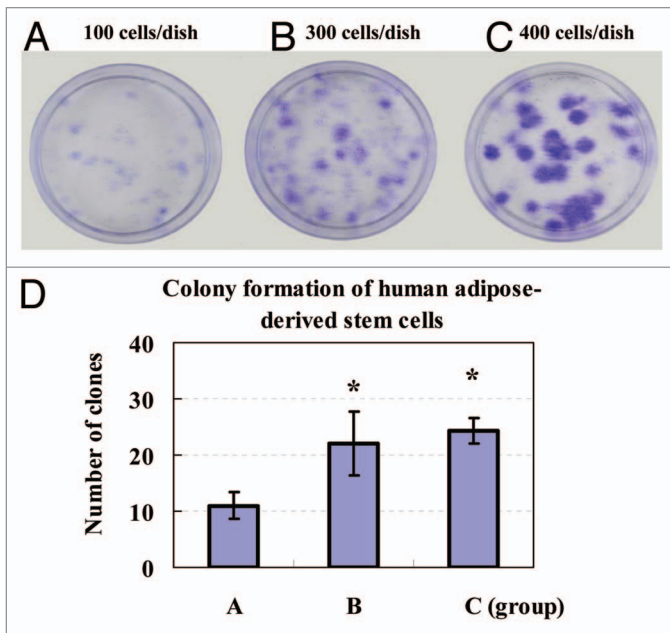 A 100 cells/dish B 300 cells/dish C 400 cells/dish
D Colony formation of human adipose-
derived stem cells
Number of clones
40
30
20
10
0
* *
A B C (group)